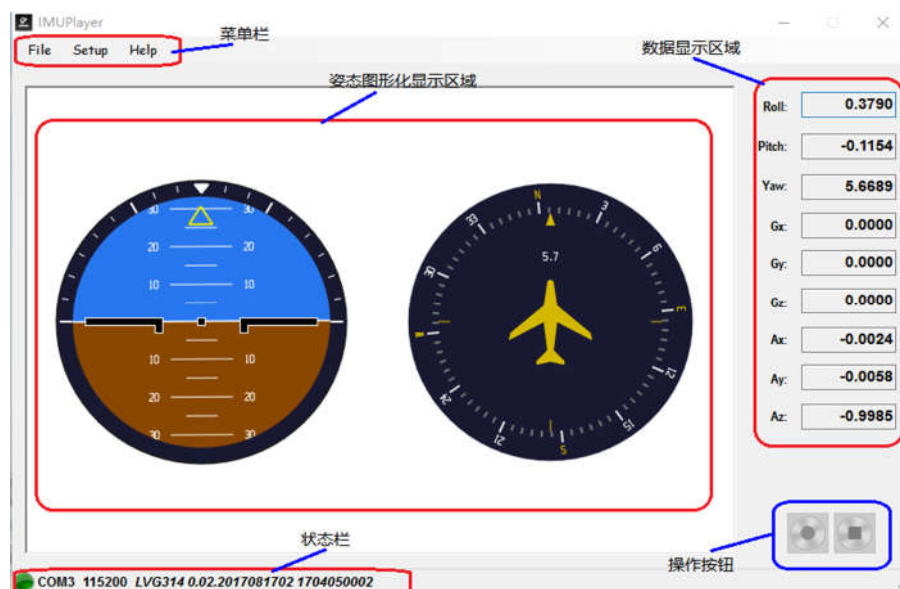 IMUPlayer
菜单栏
File Setup Help
数据显示区域
姿态图形化显示区域
Roll: 0.3790
Pitch: -0.1154
Yaw: 5.6689
Gx: 0.0000
Gy: 0.0000
Gz: 0.0000
Ax: -0.0024
Ay: -0.0058
Az: -0.9985
30 30
20 20
10 10
10 10
20 20
30 30
N
3
6
E
12
15
S
21
24
W
30
33
5.7
状态栏
操作按钮
COM3 115200 LVG314 0.02.2017081702 1704050002